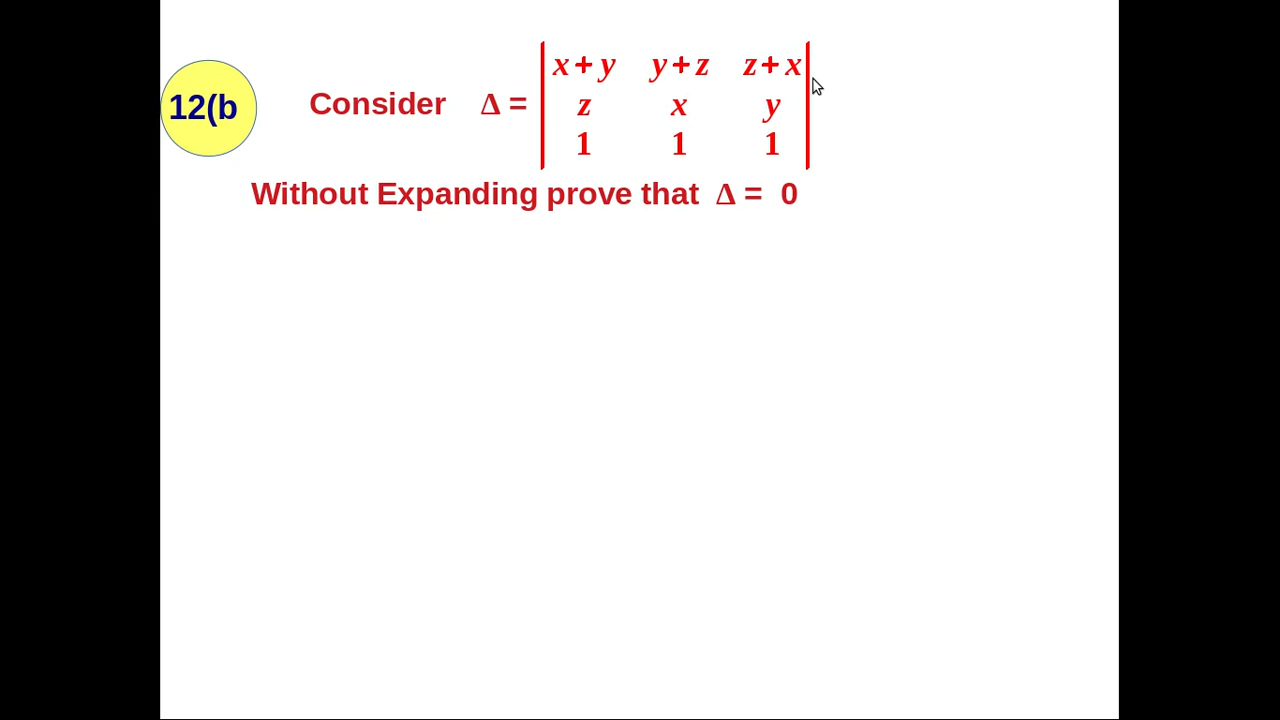 12(b
Consider Δ = | x+y y+z z+x |
| z x y |
| 1 1 1 |
Without Expanding prove that Δ = 0